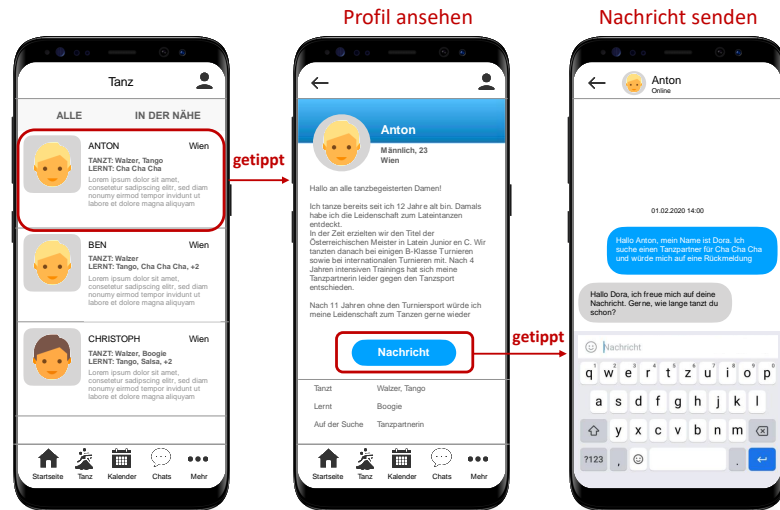 Profil ansehen
Nachricht senden
Tanz
ALLE
IN DER NÄHE
ANTON
Wien
TANZT: Walzer, Tango
LERNT: Cha Cha Cha
Lorem ipsum dolor sit amet,
consetetur sadipscing elitr, sed diam
nonumy eirmod tempor invidunt ut
labore et dolore magna aliquyam
BEN
Wien
TANZT: Walzer
LERNT: Tango, Cha Cha Cha, +2
Lorem ipsum dolor sit amet,
consetetur sadipscing elitr, sed diam
nonumy eirmod tempor invidunt ut
labore et dolore magna aliquyam
CHRISTOPH
Wien
TANZT: Walzer, Boogie
LERNT: Tango, Salsa, +2
Lorem ipsum dolor sit amet,
consetetur sadipscing elitr, sed diam
nonumy eirmod tempor invidunt ut
labore et dolore magna aliquyam
Startseite
Tanz
Kalender
Chats
Mehr
getippt
Anton
Männlich, 23
Wien
Hallo an alle tanzbegeisterten Damen!
Ich tanze bereits seit ich 12 Jahre alt bin. Damals
habe ich die Leidenschaft zum Lateintanzen
entdeckt.
In der Zeit erzielten wir den Titel der
Österreichischen Meister in Latein Junior en C. Wir
tanzten danach bei einigen B-Klasse Turnieren
sowie bei internationalen Turnieren mit. Nach 4
Jahren intensiven Trainings hat sich meine
Tanzpartnerin leider gegen den Tanzsport
entschieden.
Nach 11 Jahren ohne den Turniersport würde ich
meine Leidenschaft zum Tanzen gerne wieder
Nachricht
Tanzt
Walzer, Tango
Lernt
Boogie
Auf der Suche
Tanzpartnerin
Startseite
Tanz
Kalender
Chats
Mehr
getippt
Anton
Online
01.02.2020 14:00
Hallo Anton, mein Name ist Dora. Ich
suche einen Tanzpartner für Cha Cha Cha
und würde mich auf eine Rückmeldung
Hallo Dora, ich freue mich auf deine
Nachricht. Gerne, wie lange tanzt du
schon?
Nachricht
1 2 3 4 5 6 7 8 9 0
q w e r t z u i o p
a s d f g h j k l
y x c v b n m
?123 , .